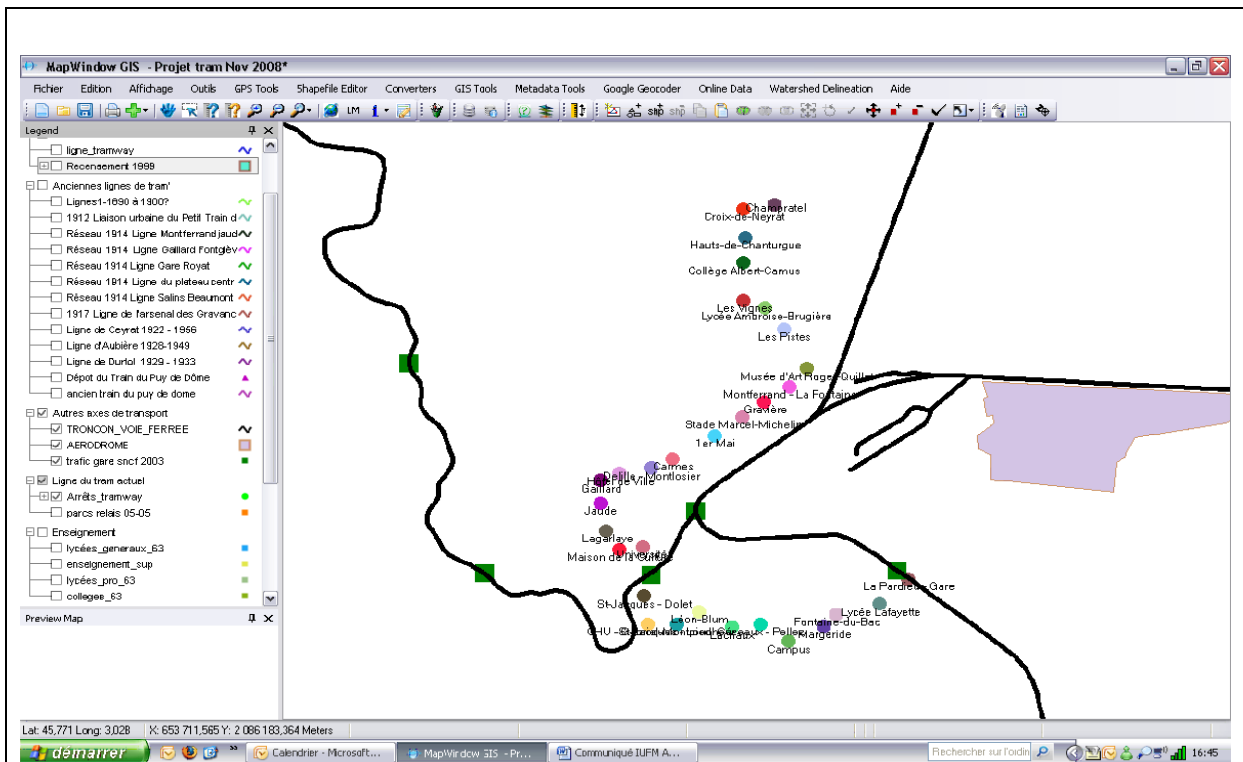 MapWindow GIS - Projet tram Nov 2008*
Fichier Edition Affichage Outils GPS Tools Shapefile Editor Converters GIS Tools Metadata Tools Google Geocoder Online Data Watershed Delineation Aide
Legend
ligne_tramway
Recensement 1999
Anciennes lignes de tram'
Lignes1-1890 à 1900?
1912 Liaison urbaine du Petit Train d
Réseau 1914 Ligne Montferrand jaud
Réseau 1914 Ligne Gaillard Fontgièv
Réseau 1914 Ligne Gare Royat
Réseau 1914 Ligne du plateau centr
Réseau 1914 Ligne Salins Beaumont
1917 Ligne de l'arsenal des Gravanc
Ligne de Ceyrat 1922 - 1956
Ligne d'Aubière 1928-1949
Ligne de Durtol 1929 - 1933
Dépot du Train du Puy de Dôme
ancien train du puy de dome
Autres axes de transport
TRONCON_VOIE_FERREE
AERODROME
trafic gare sncf 2003
Ligne du tram actuel
Arrêts_tramway
parcs relais 05-05
Enseignement
lycées_generaux_63
enseignement_sup
lycées_pro_63
colleges_63
Preview Map
Champratel
Croix-de-Neyrat
Hauts-de-Chanturgue
Collège Albert-Camus
Les Vignes
Lycée Ambroise-Brugière
Les Pistes
Musée d'Art Roger-Quillot
Montferrand - La Fontaine
Gravière
Stade Marcel-Michelin
1er Mai
Carmes
Delille - Montlosier
Hôtel de Ville
Gaillard
Jaude
Lagarlaye
Université
Maison de la Culture
La Pardieu - Gare
St-Jacques - Dolet
Lycée Lafayette
Léon-Blum
Fontaine-du-Bac
Lachaux
Margeride
Campus
Lat: 45,771 Long: 3,028 X: 653 711,565 Y: 2 086 183,364 Meters
démarrer
LM
Calendrier - Microsoft...
MapWindow GIS - Pr...
Communiqué IUFM A...
Rechercher sur l'ordin
16:45